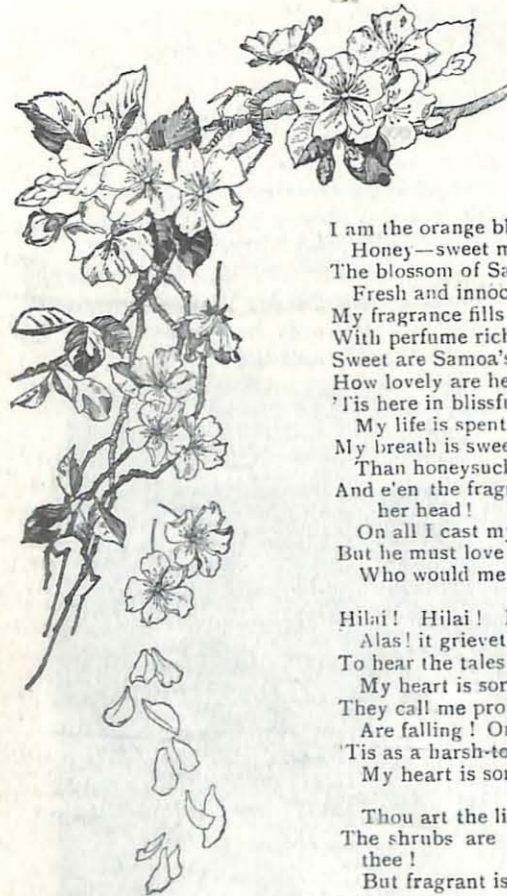 I am the orange bl
Honey—sweet m
The blossom of Sa
Fresh and innoc
My fragrance fills
With perfume rich
Sweet are Samoa's
How lovely are he
'Tis here in blissfu
My life is spent
My breath is swee
Than honeysuck
And e'en the fragr
her head!
On all I cast my
But he must love
Who would me
Hilai! Hilai!
Alas! it grievet
To hear the tales
My heart is sor
They call me pro
Are falling! Or
'Tis as a harsh-to
My heart is sor
Thou art the li
The shrubs are
thee!
But fragrant is